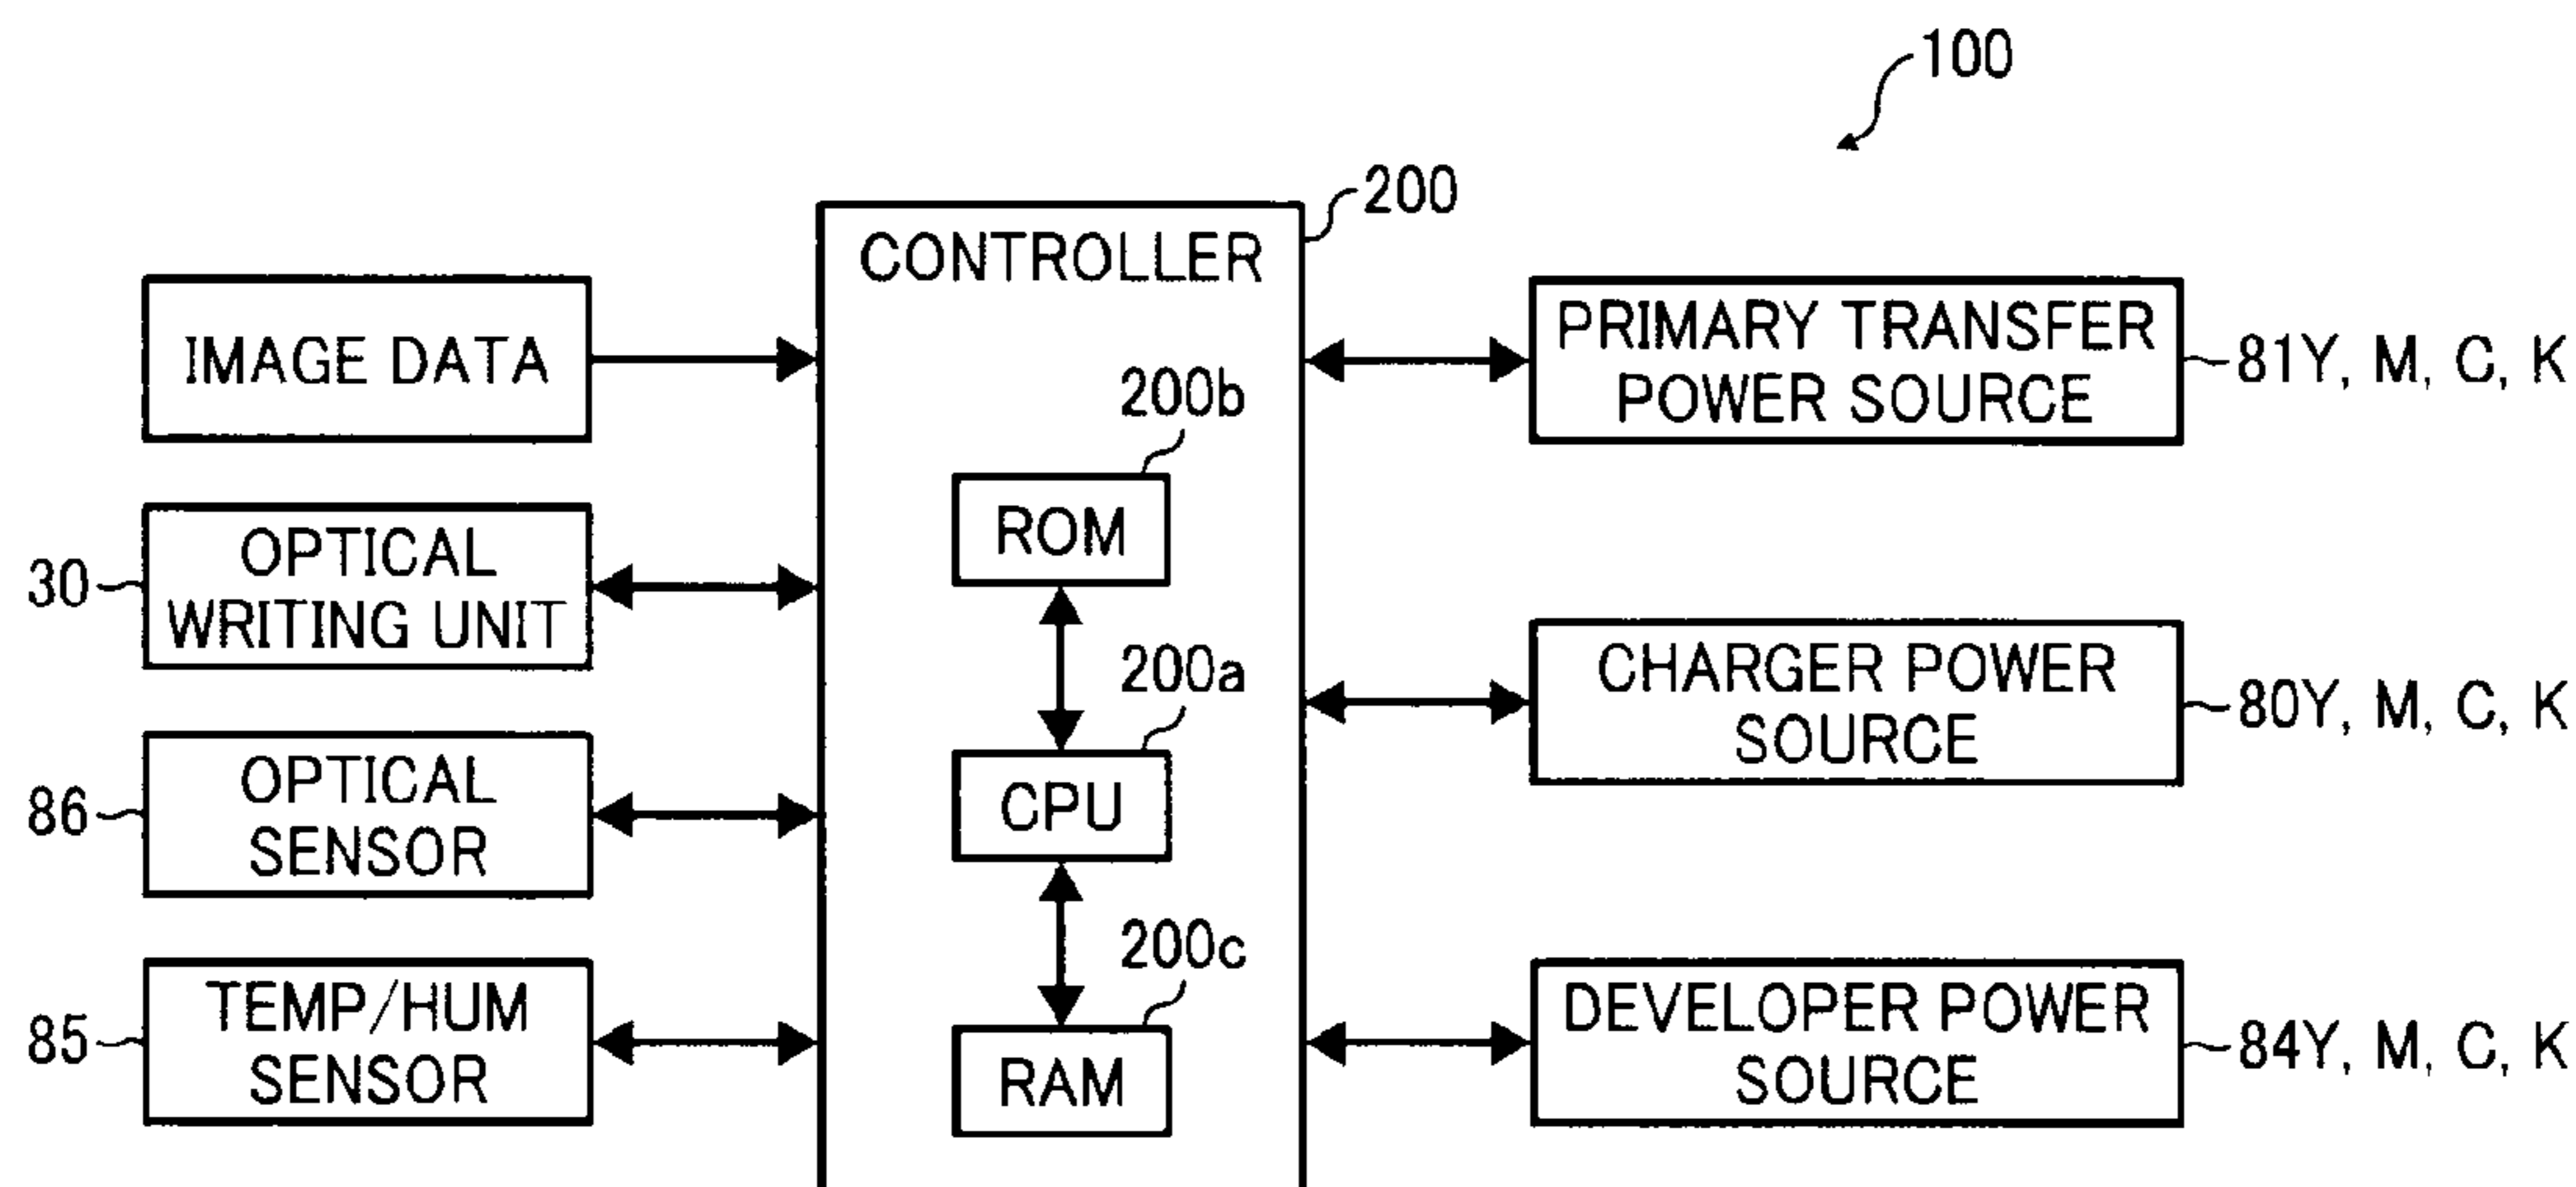 100
200
CONTROLLER
IMAGE DATA
30
OPTICAL
WRITING UNIT
86
OPTICAL
SENSOR
85
TEMP/HUM
SENSOR
200b
ROM
200a
CPU
200c
RAM
PRIMARY TRANSFER
POWER SOURCE
81Y, M, C, K
CHARGER POWER
SOURCE
80Y, M, C, K
DEVELOPER POWER
SOURCE
84Y, M, C, K